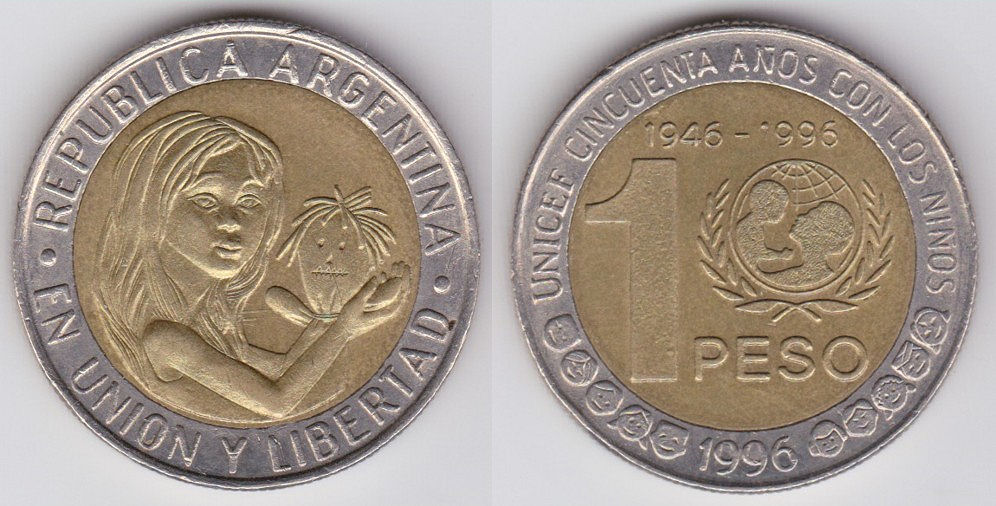 • REPUBLICA ARGENTINA •
EN UNION Y LIBERTAD
UNICEF CINCUENTA AÑOS CON LOS NIÑOS
1946 - 1996
1
PESO
1996